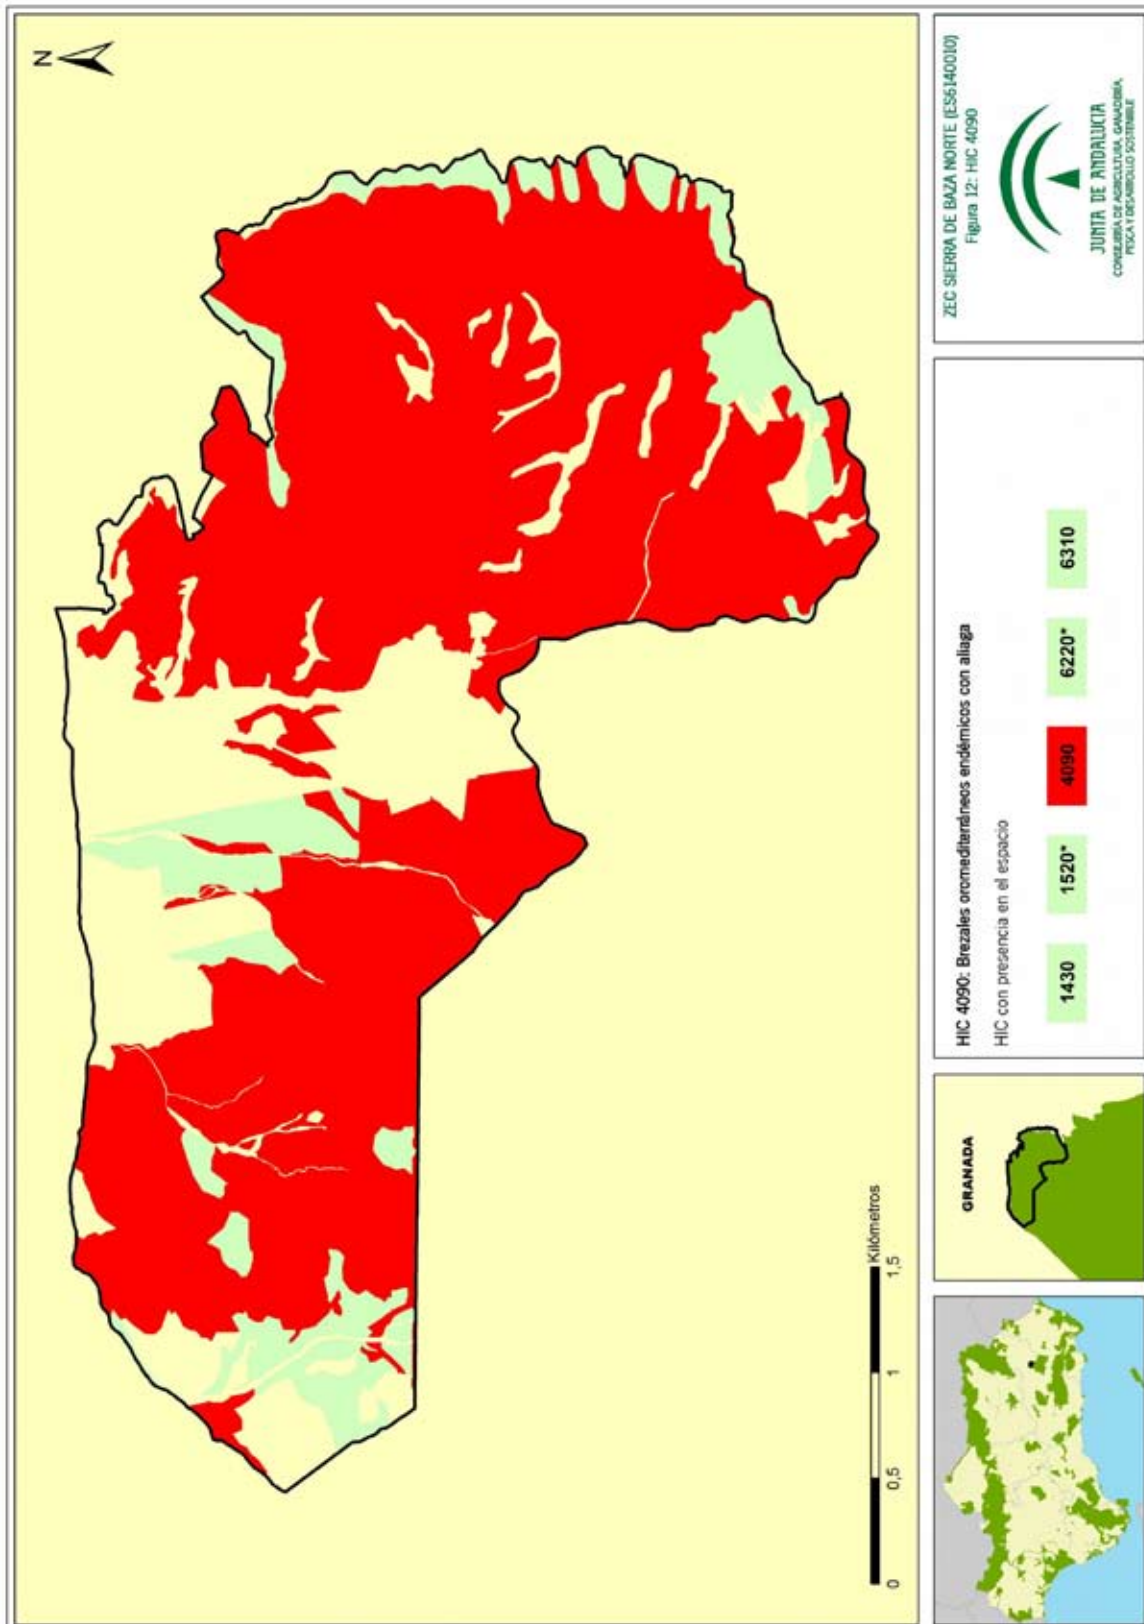 N
Kilómetros
0
0,5
1
1,5
GRANADA
HIC 4090: Brezales oromediterráneos endémicos con aliaga
HIC con presencia en el espacio
1430
1520*
4090
6220*
6310
ZEC SIERRA DE BAZA NORTE (ES6140010)
Figura 12: HIC 4090
JUNTA DE ANDALUCIA
CONSEJERÍA DE AGRICULTURA, GANADERÍA,
PESCA Y DESARROLLO SOSTENIBLE